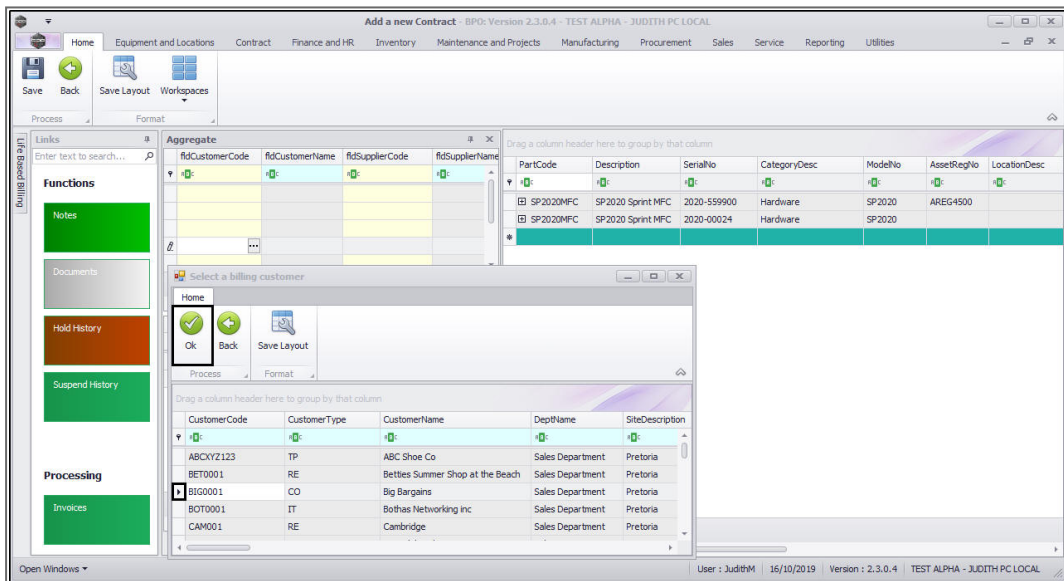 Add a new Contract - BPO: Version 2.3.0.4 - TEST ALPHA - JUDITH PC LOCAL
Home Equipment and Locations Contract Finance and HR Inventory Maintenance and Projects Manufacturing Procurement Sales Service Reporting Utilities
Save Back Save Layout Workspaces
Process Format
Life Based Billing
Links
Enter text to search...
Functions
Notes
Documents
Hold History
Suspend History
Processing
Invoices
Aggregate
fldCustomerCode fldCustomerName fldSupplierCode fldSupplierName
Drag a column header here to group by that column
PartCode Description SerialNo CategoryDesc ModelNo AssetRegNo LocationDesc
SP2020MFC SP2020 Sprint MFC 2020-559900 Hardware SP2020 AREG4500
SP2020MFC SP2020 Sprint MFC 2020-00024 Hardware SP2020
Select a billing customer
Home
Ok Back Save Layout
Process Format
Drag a column header here to group by that column
CustomerCode CustomerType CustomerName DeptName SiteDescription
ABCXYZ123 TP ABC Shoe Co Sales Department Pretoria
BET0001 RE Betties Summer Shop at the Beach Sales Department Pretoria
BIG0001 CO Big Bargains Sales Department Pretoria
BOT0001 IT Bothas Networking inc Sales Department Pretoria
CAM001 RE Cambridge Sales Department Pretoria
Open Windows
User : JudithM 16/10/2019 Version : 2.3.0.4 TEST ALPHA - JUDITH PC LOCAL